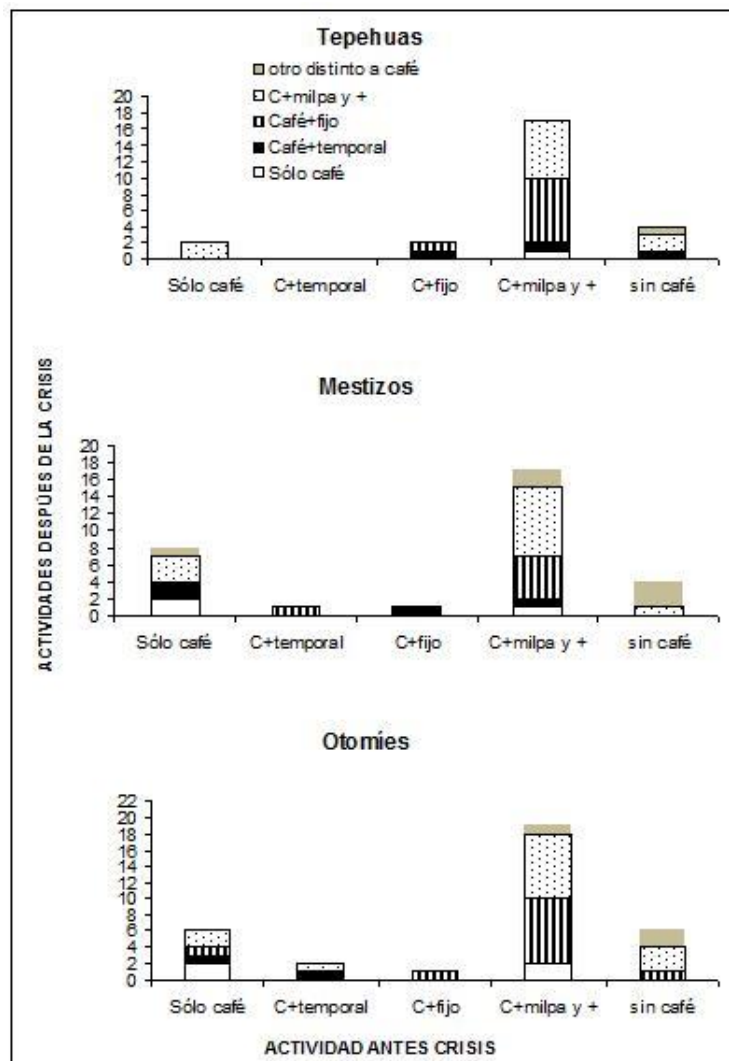 Tepehuas
otro distinto a café
C+milpa y +
Café+fijo
Café+temporal
Sólo café
20
18
16
14
12
10
8
6
4
2
0
Sólo café C+temporal C+fijo C+milpa y + sin café
ACTIVIDADES DESPÚES DE LA CRISIS
Mestizos
20
18
16
14
12
10
8
6
4
2
0
Sólo café C+temporal C+fijo C+milpa y + sin café
Otomíes
22
20
18
16
14
12
10
8
6
4
2
0
Sólo café C+temporal C+fijo C+milpa y + sin café
ACTIVIDAD ANTES CRISIS